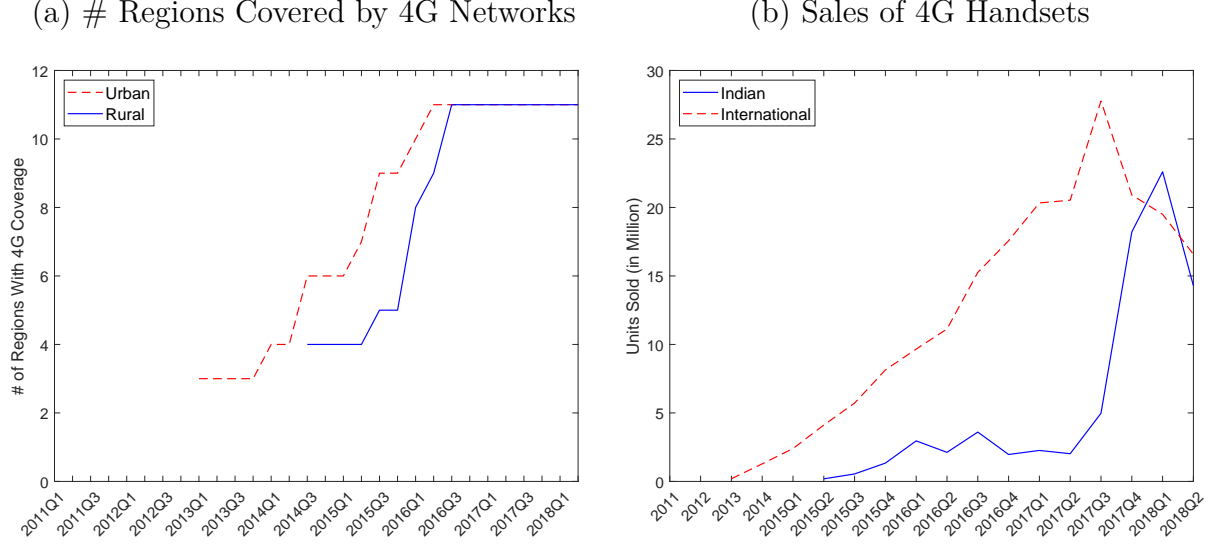 (a) # Regions Covered by 4G Networks
12
10
8
6
4
2
0
# of Regions With 4G Coverage
Urban
Rural
2011Q1
2011Q3
2012Q1
2012Q3
2013Q1
2013Q3
2014Q1
2014Q3
2015Q1
2015Q3
2016Q1
2016Q3
2017Q1
2017Q3
2018Q1
(b) Sales of 4G Handsets
30
25
20
15
10
5
0
Units Sold (in Million)
Indian
International
2011
2012
2013
2014
2015Q1
2015Q2
2015Q3
2015Q4
2016Q1
2016Q2
2016Q3
2016Q4
2017Q1
2017Q2
2017Q3
2017Q4
2018Q1
2018Q2